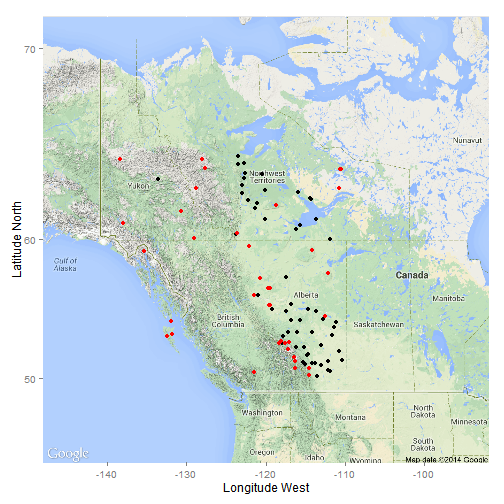 70
Nunavut
Northwest
Territories
Yukon
60
Gulf of
Alaska
Canada
Alberta
Manitoba
British
Columbia
Saskatchewan
50
Washington
Montana
North
Dakota
Minnesota
Oregon
Idaho
Wyoming
South
Dakota
Google
Map data ©2014 Google
-140
-130
-120
-110
-100
Longitude West
Latitude North